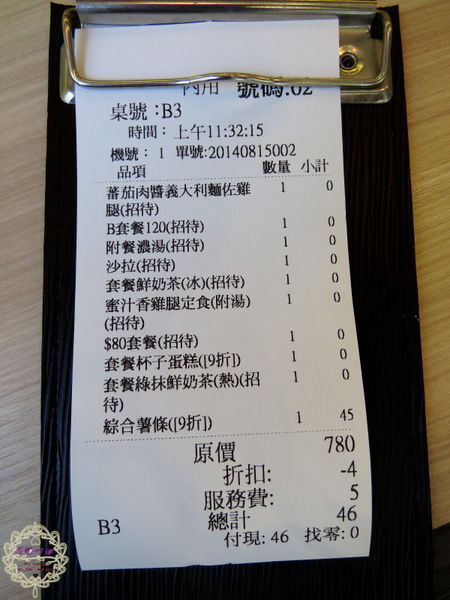 內用 號碼:02
桌號:B3
時間:上午11:32:15
機號: 1 單號:20140815002
品項 數量 小計
蕃茄肉醬義大利麵佐雞 1 0
腿(招待)
B套餐120(招待) 1 0
附餐濃湯(招待) 1 0
沙拉(招待) 1 0
套餐鮮奶茶(冰)(招待) 1 0
蜜汁香雞腿定食(附湯) 1 0
(招待)
$80套餐(招待) 1 0
套餐杯子蛋糕([9折]) 1 0
套餐綠抹鮮奶茶(熱)(招 1 0
待)
綜合薯條([9折]) 1 45
原價 780
折扣: -4
服務費: 5
B3 總計 46
付現: 46 找零: 0